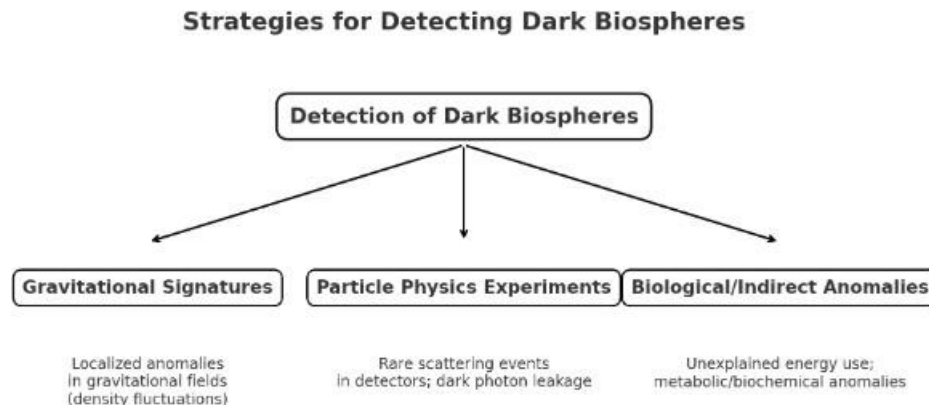 Strategies for Detecting Dark Biospheres
Detection of Dark Biospheres
Gravitational Signatures
Particle Physics Experiments
Biological/Indirect Anomalies
Localized anomalies
in gravitational fields
(density fluctuations)
Rare scattering events
in detectors; dark photon leakage
Unexplained energy use;
metabolic/biochemical anomalies